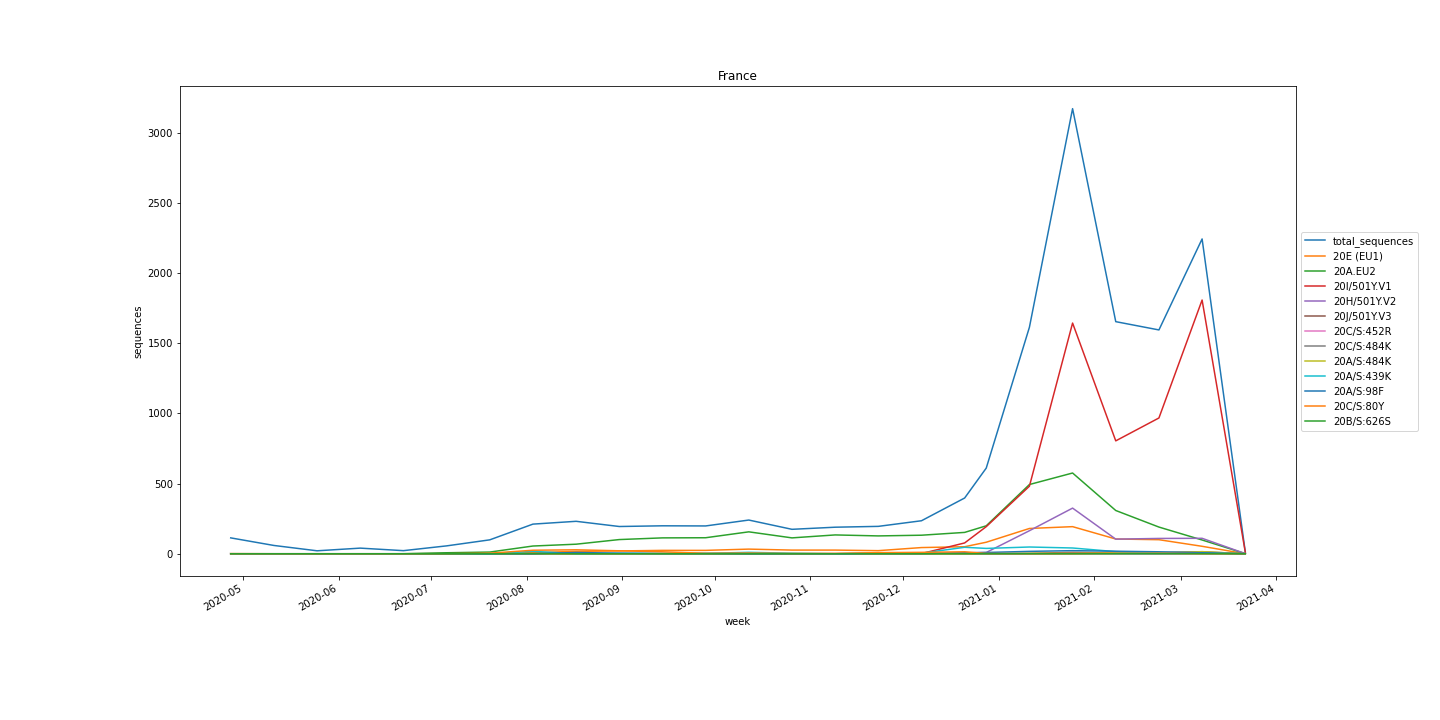 France
3000
2500
2000
1500
1000
500
0
sequences
2020-05
2020-06
2020-07
2020-08
2020-09
2020-10
2020-11
2020-12
2021-01
2021-02
2021-03
2021-04
week
total_sequences
20E (EU1)
20A.EU2
20I/501Y.V1
20H/501Y.V2
20J/501Y.V3
20C/S:452R
20C/S:484K
20A/S:484K
20A/S:439K
20A/S:98F
20C/S:80Y
20B/S:626S